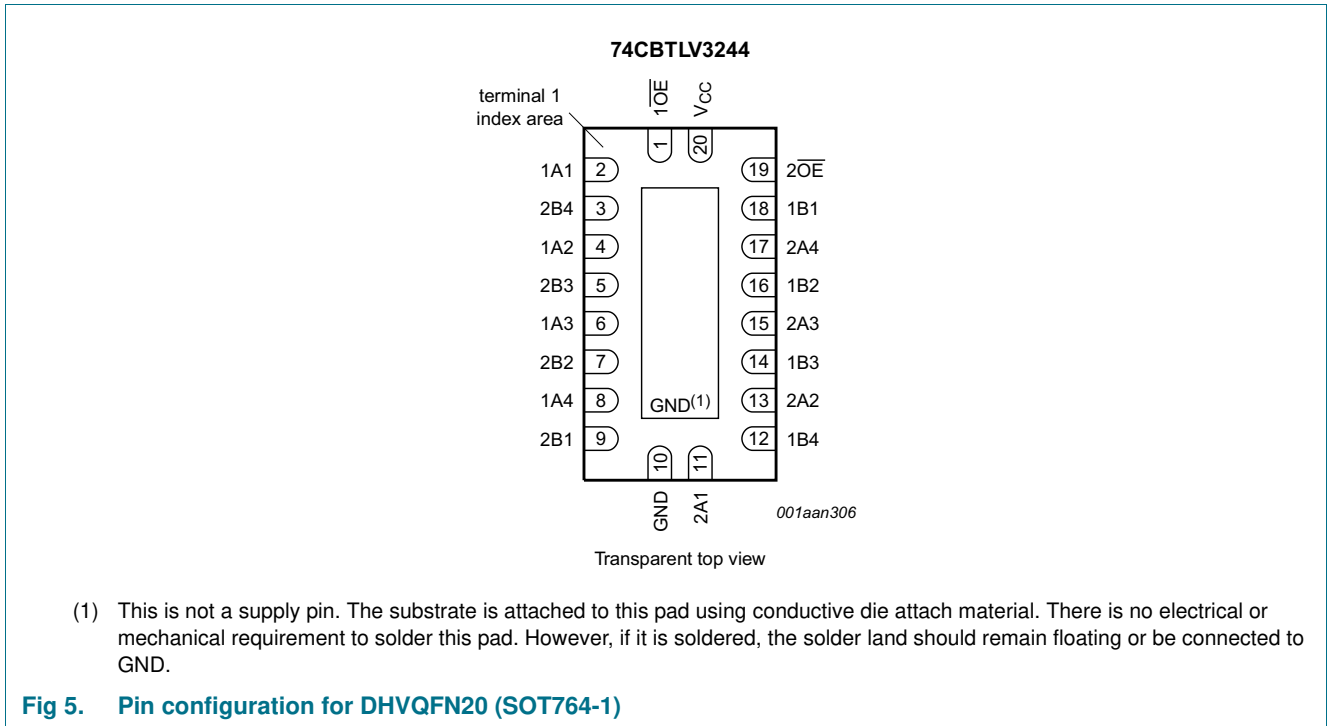 74CBTLV3244
terminal 1
index area
1OE
VCC
1
20
1A1 2 19 2OE
2B4 3 18 1B1
1A2 4 17 2A4
2B3 5 16 1B2
1A3 6 15 2A3
2B2 7 14 1B3
1A4 8 GND(1) 13 2A2
2B1 9 12 1B4
10
11
GND
2A1
001aan306
Transparent top view
(1) This is not a supply pin. The substrate is attached to this pad using conductive die attach material. There is no electrical or
mechanical requirement to solder this pad. However, if it is soldered, the solder land should remain floating or be connected to
GND.
Fig 5. Pin configuration for DHVQFN20 (SOT764-1)